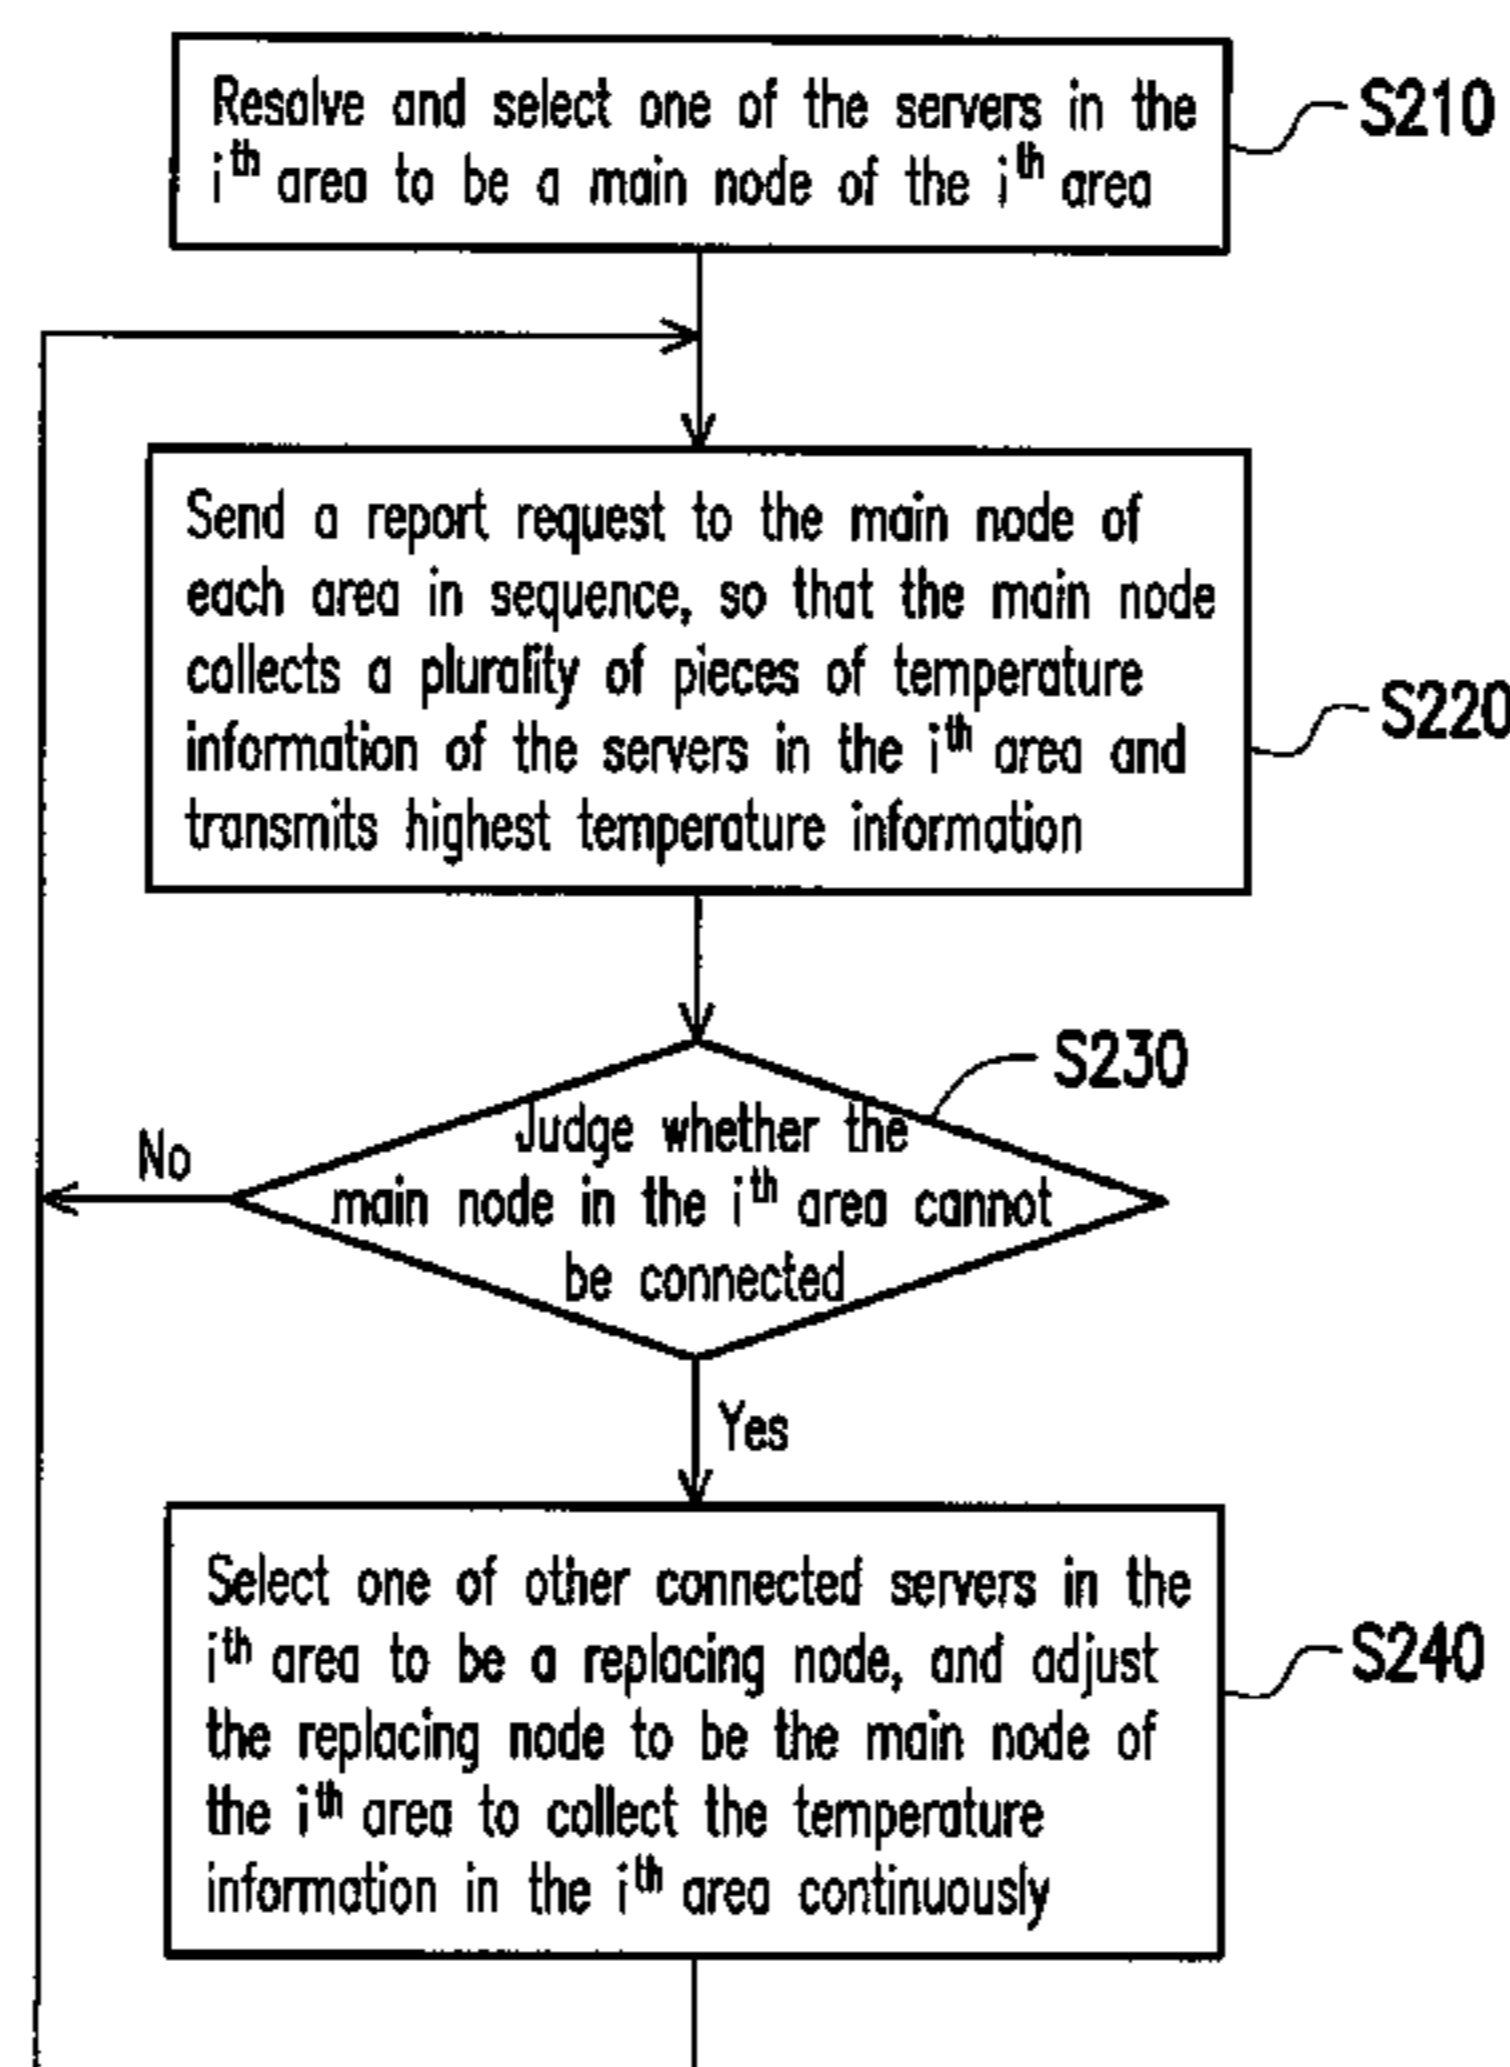 Resolve and select one of the servers in the
i^th area to be a main node of the i^th area
S210
Send a report request to the main node of
each area in sequence, so that the main node
collects a plurality of pieces of temperature
information of the servers in the i^th area and
transmits highest temperature information
S220
S230
Judge whether the
main node in the i^th area cannot
be connected
No
Yes
Select one of other connected servers in the
i^th area to be a replacing node, and adjust
the replacing node to be the main node of
the i^th area to collect the temperature
information in the i^th area continuously
S240